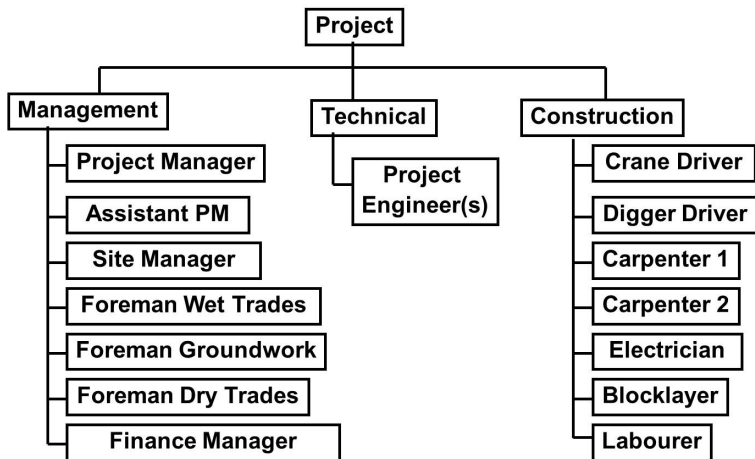 Project
Management
Technical
Construction
Project Manager
Assistant PM
Site Manager
Foreman Wet Trades
Foreman Groundwork
Foreman Dry Trades
Finance Manager
Project
Engineer(s)
Crane Driver
Digger Driver
Carpenter 1
Carpenter 2
Electrician
Blocklayer
Labourer